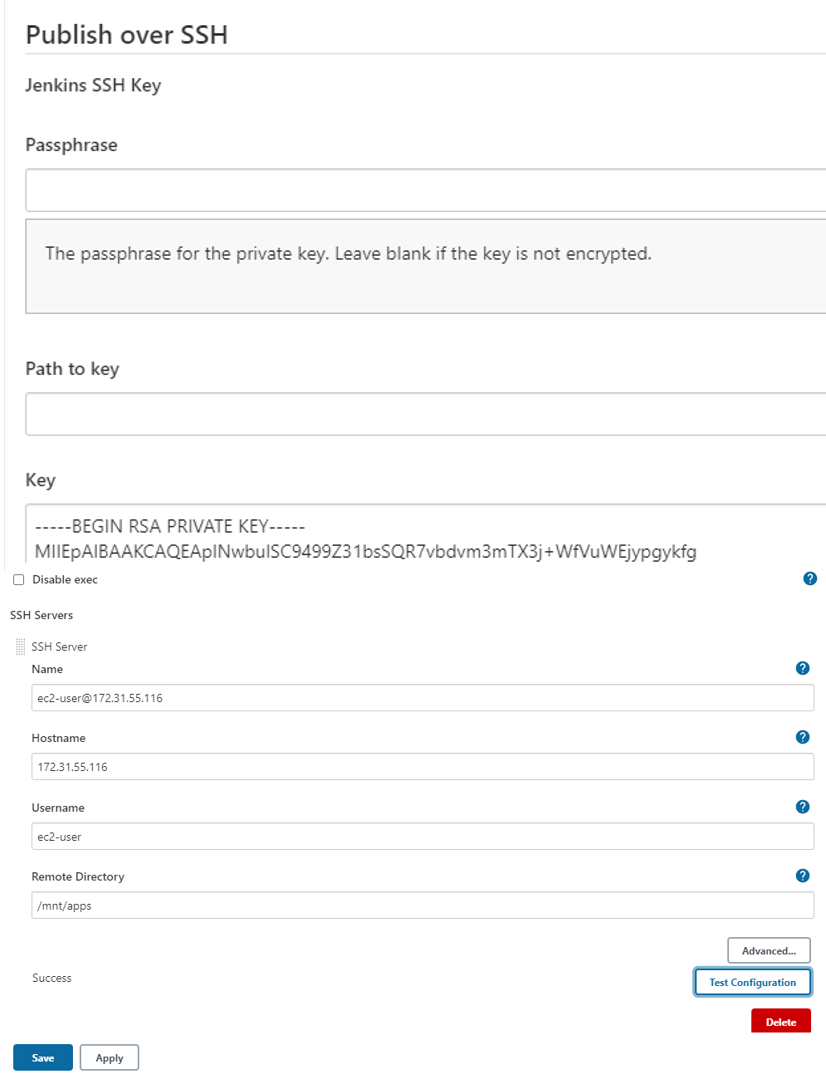 Publish over SSH
Jenkins SSH Key
Passphrase
The passphrase for the private key. Leave blank if the key is not encrypted.
Path to key
Key
-----BEGIN RSA PRIVATE KEY-----
MIIEpAIBAAKCAQEApINwbuISC9499Z31bsSQR7vbdvm3mTX3j+WfVuWEjypgykfg
Disable exec
?
SSH Servers
SSH Server
Name
?
ec2-user@172.31.55.116
Hostname
?
172.31.55.116
Username
?
ec2-user
Remote Directory
?
/mnt/apps
Advanced...
Success
Test Configuration
Delete
Save
Apply